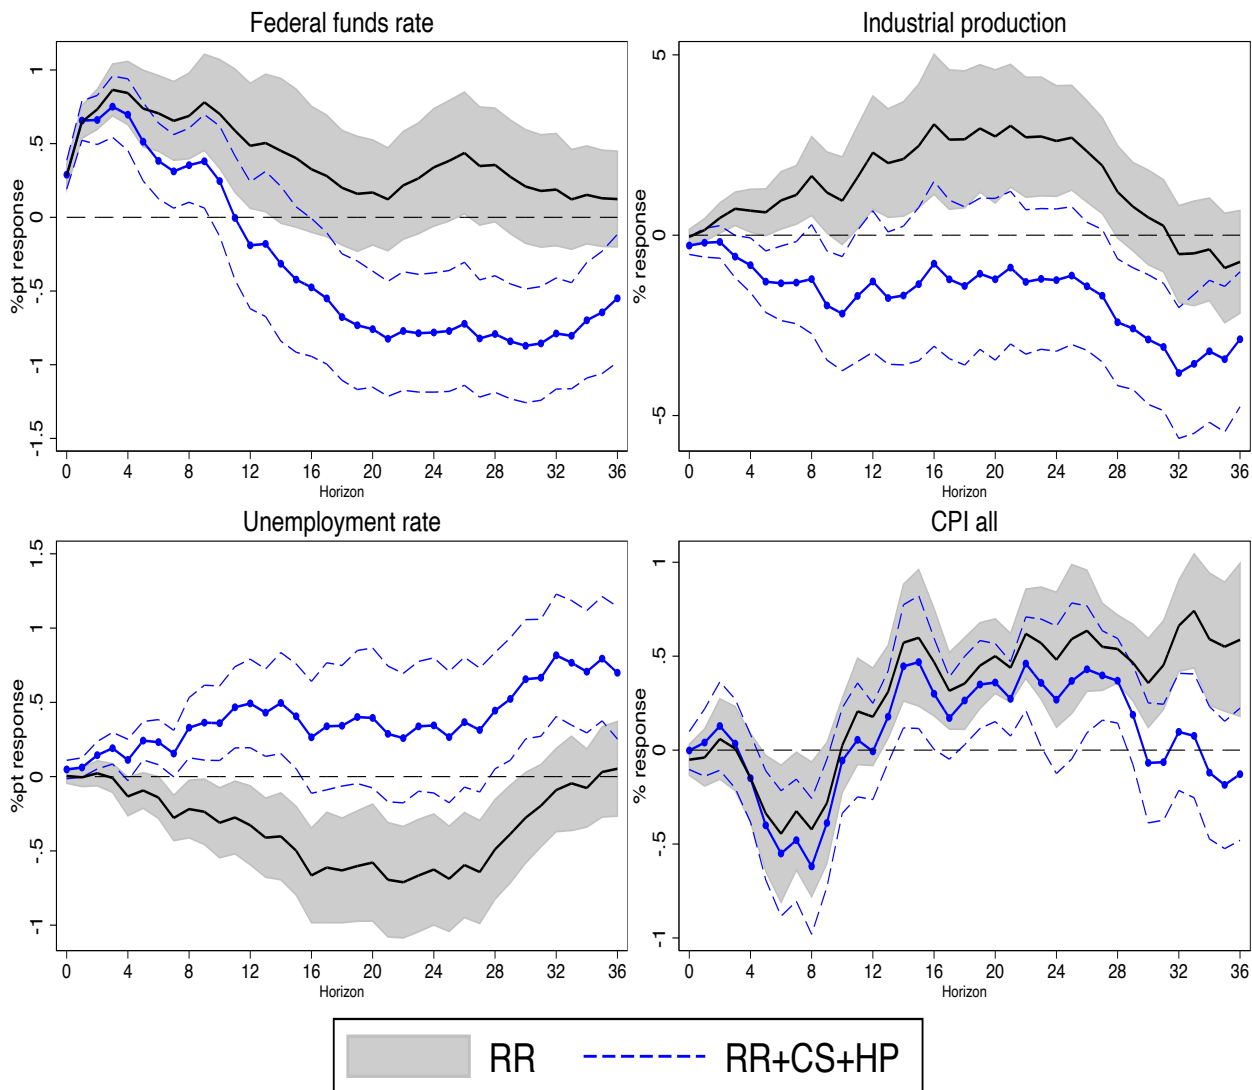 Federal funds rate
%pt response
1
.5
0
-.5
-1
-1.5
0 4 8 12 16 20 24 28 32 36
Horizon
Industrial production
% response
5
0
-5
0 4 8 12 16 20 24 28 32 36
Horizon
Unemployment rate
%pt response
1.5
1
.5
0
-.5
-1
0 4 8 12 16 20 24 28 32 36
Horizon
CPI all
% response
1
.5
0
-.5
-1
0 4 8 12 16 20 24 28 32 36
Horizon
RR RR+CS+HP